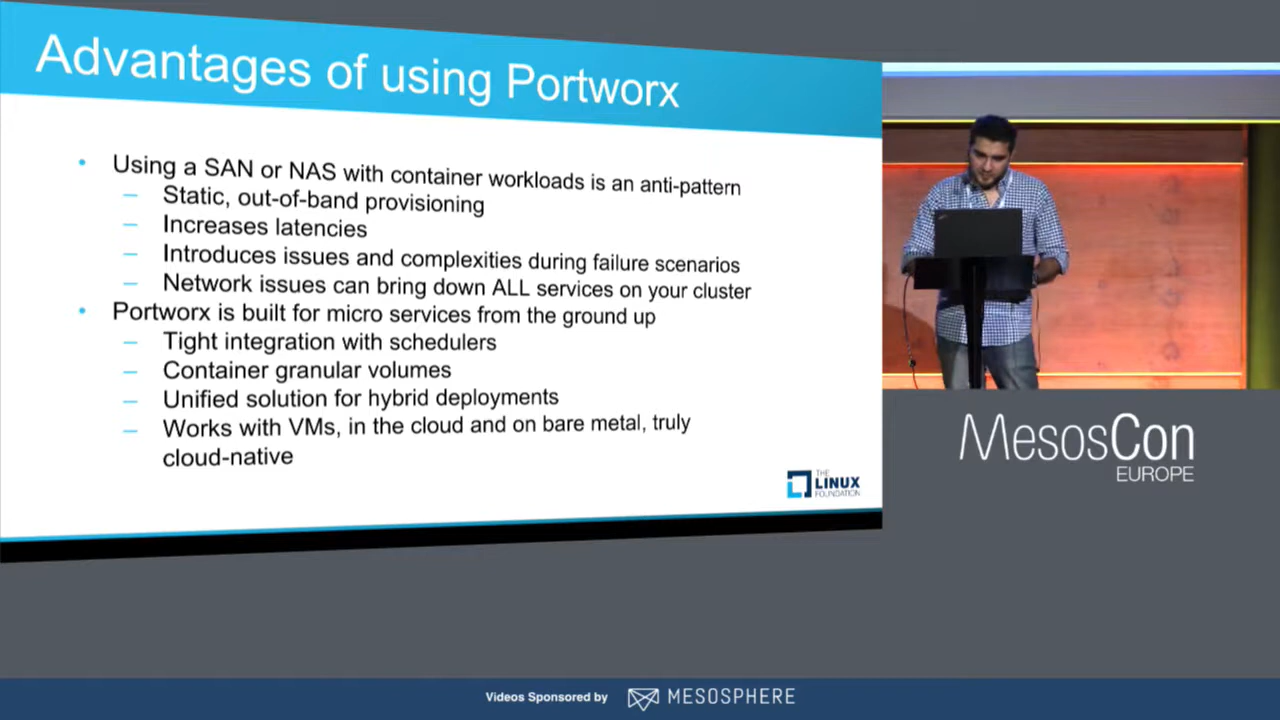 Advantages of using Portworx
• Using a SAN or NAS with container workloads is an anti-pattern
– Static, out-of-band provisioning
– Increases latencies
– Introduces issues and complexities during failure scenarios
– Network issues can bring down ALL services on your cluster
• Portworx is built for micro services from the ground up
– Tight integration with schedulers
– Container granular volumes
– Unified solution for hybrid deployments
– Works with VMs, in the cloud and on bare metal, truly
cloud-native
THE
LINUX
FOUNDATION
MesosCon
EUROPE
Videos Sponsored by
MESOSPHERE